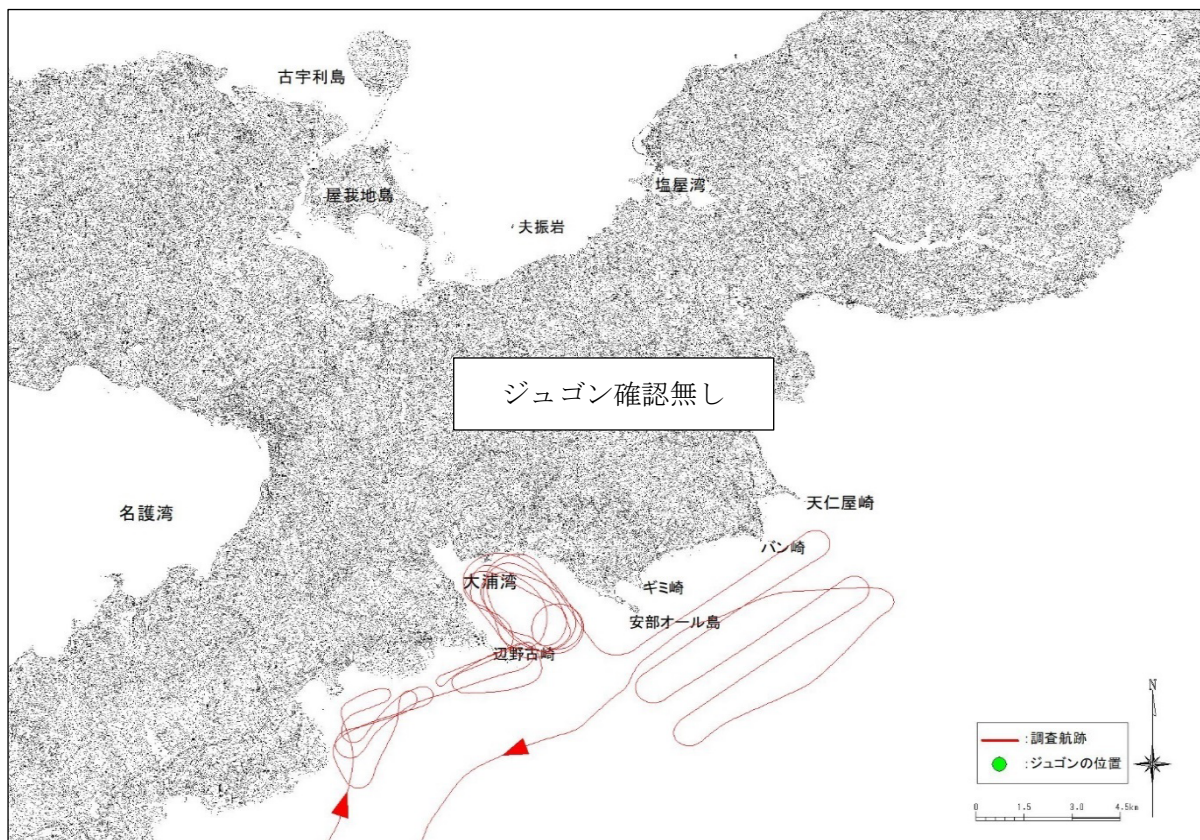 古宇利島
屋我地島
塩屋湾
夫振岩
ジュゴン確認無し
名護湾
天仁屋崎
バン崎
大浦湾
ギミ崎
安部オール島
辺野古崎
N
:調査航跡
:ジュゴンの位置
0 1.5 3.0 4.5km